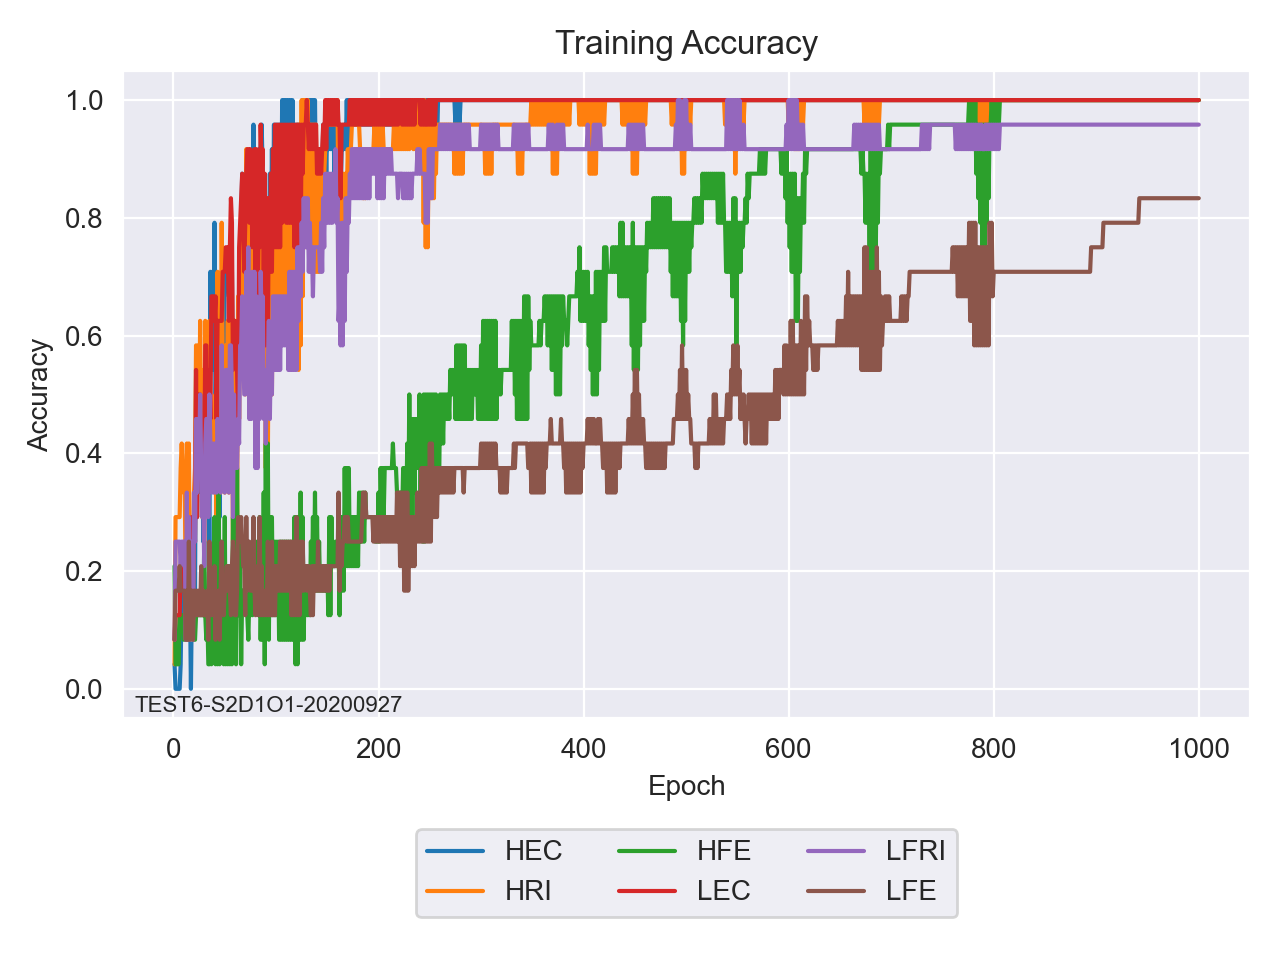 Training Accuracy
1.0
0.8
0.6
0.4
0.2
0.0
Accuracy
TEST6-S2D1O1-20200927
0 200 400 600 800 1000
Epoch
HEC HFE LFRI
HRI LEC LFE